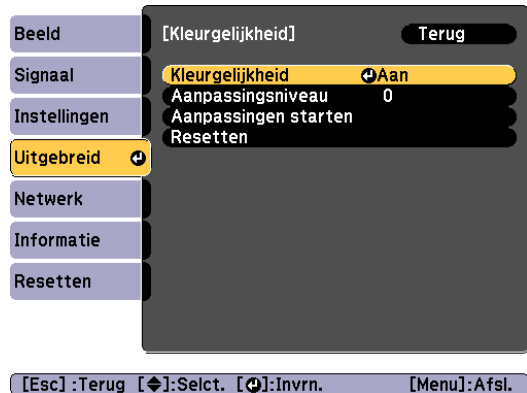 Beeld
Signaal
Instellingen
Uitgebreid
Netwerk
Informatie
Resetten
[Kleurgelijkheid] Terug
Kleurgelijkheid Aan
Aanpassingsniveau 0
Aanpassingen starten
Resetten
[Esc] :Terug [◆]:Selct. [↵]:Invrn. [Menu]:Afsl.